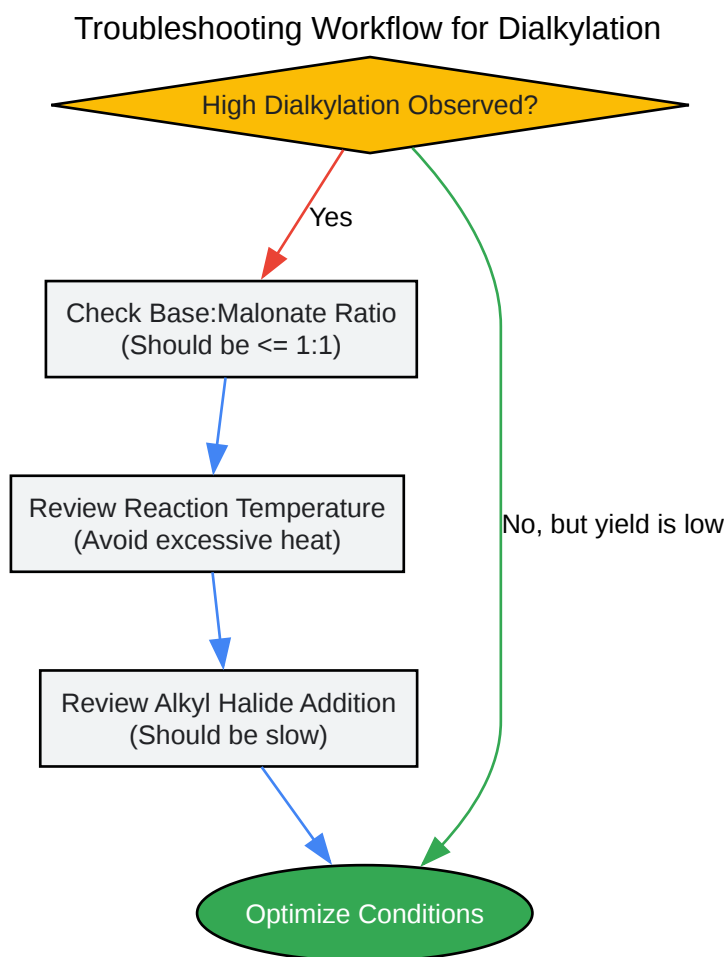 Troubleshooting Workflow for Dialkylation
High Dialkylation Observed?
Yes
Check Base:Malonate Ratio
(Should be <= 1:1)
Review Reaction Temperature
(Avoid excessive heat)
No, but yield is low
Review Alkyl Halide Addition
(Should be slow)
Optimize Conditions